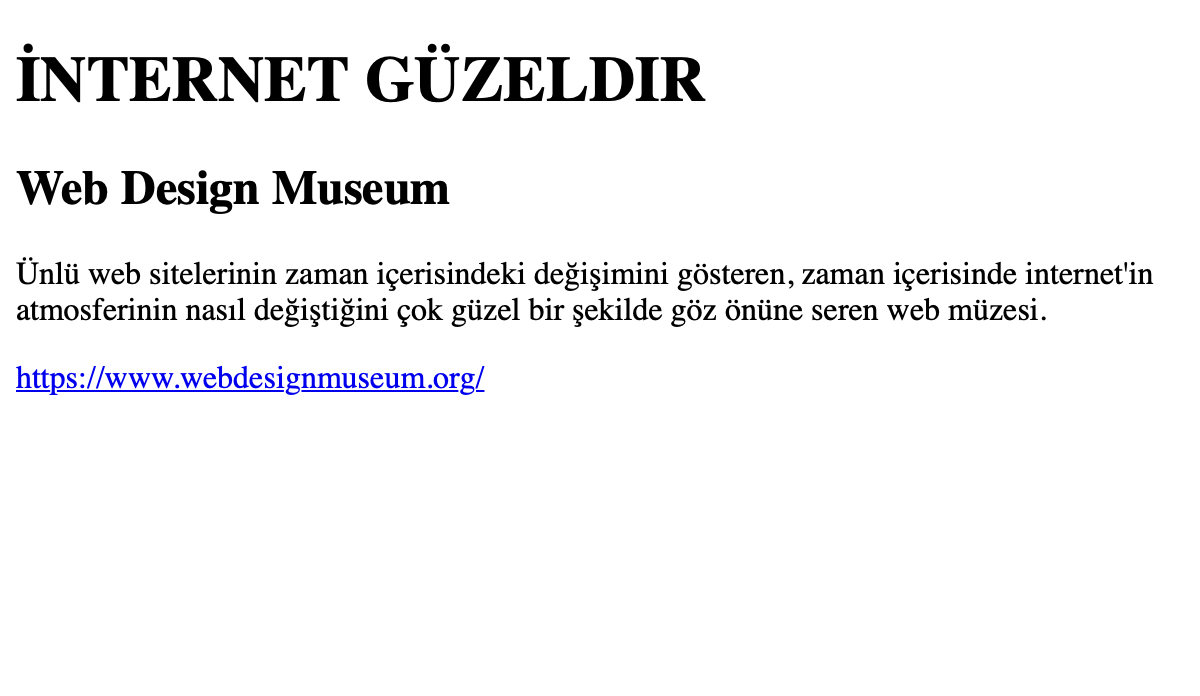 İNTERNET GÜZELDIR
Web Design Museum
Ünlü web sitelerinin zaman içerisindeki değişimini gösteren, zaman içerisinde internet'in
atmosferinin nasıl değiştiğini çok güzel bir şekilde göz önüne seren web müzesi.
https://www.webdesignmuseum.org/